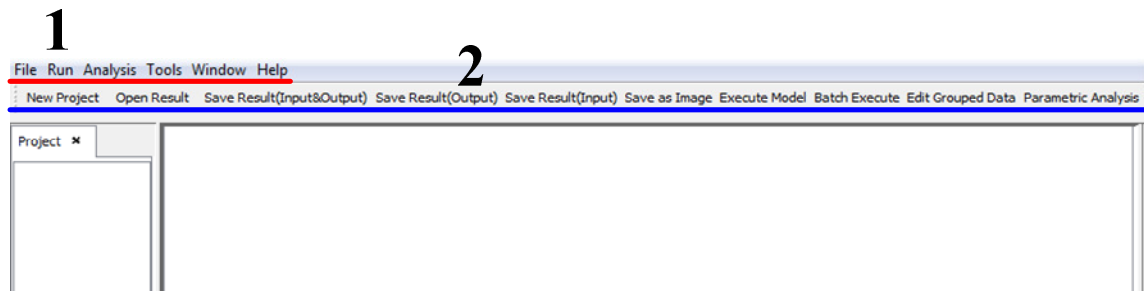 1
2
File Run Analysis Tools Window Help
New Project Open Result Save Result(Input&Output) Save Result(Output) Save Result(Input) Save as Image Execute Model Batch Execute Edit Grouped Data Parametric Analysis
Project ×